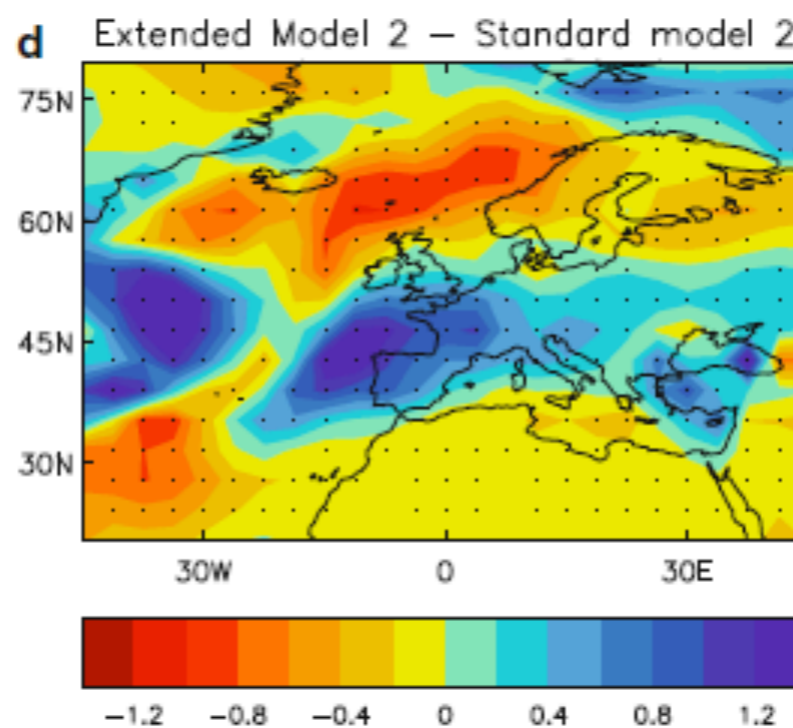 d Extended Model 2 – Standard model 2
75N
60N
45N
30N
30W 0 30E
−1.2 −0.8 −0.4 0 0.4 0.8 1.2